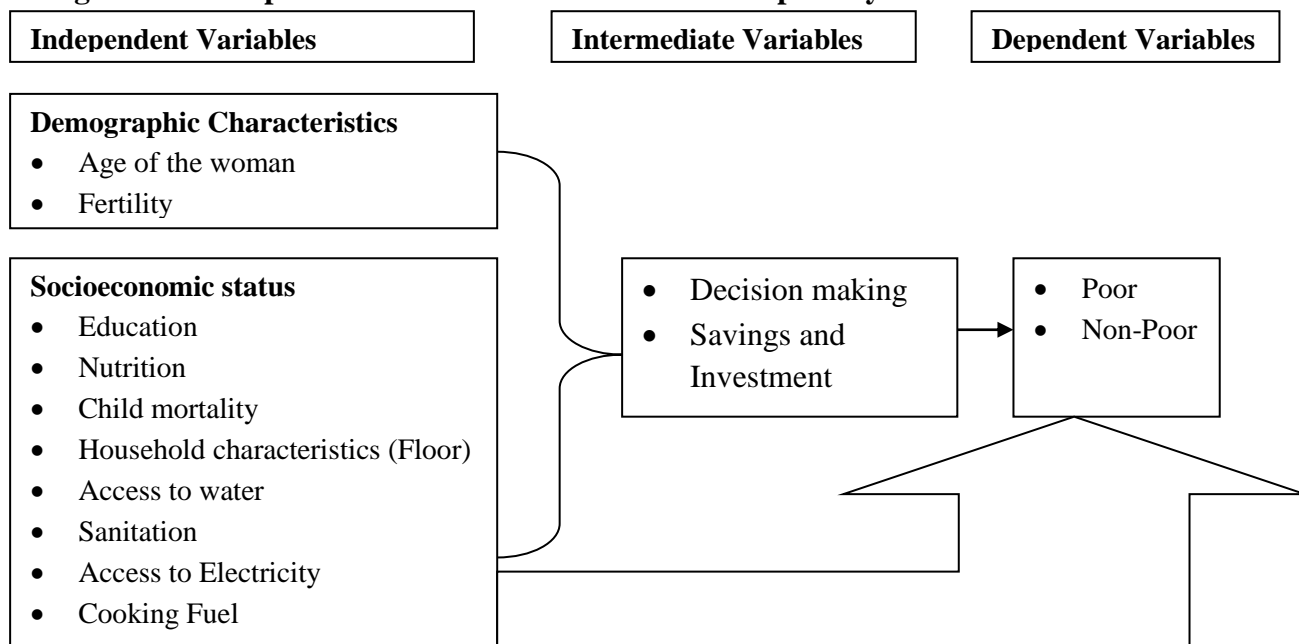 Independent Variables
Intermediate Variables
Dependent Variables
Demographic Characteristics
• Age of the woman
• Fertility
Socioeconomic status
• Education
• Nutrition
• Child mortality
• Household characteristics (Floor)
• Access to water
• Sanitation
• Access to Electricity
• Cooking Fuel
• Decision making
• Savings and
Investment
• Poor
• Non-Poor